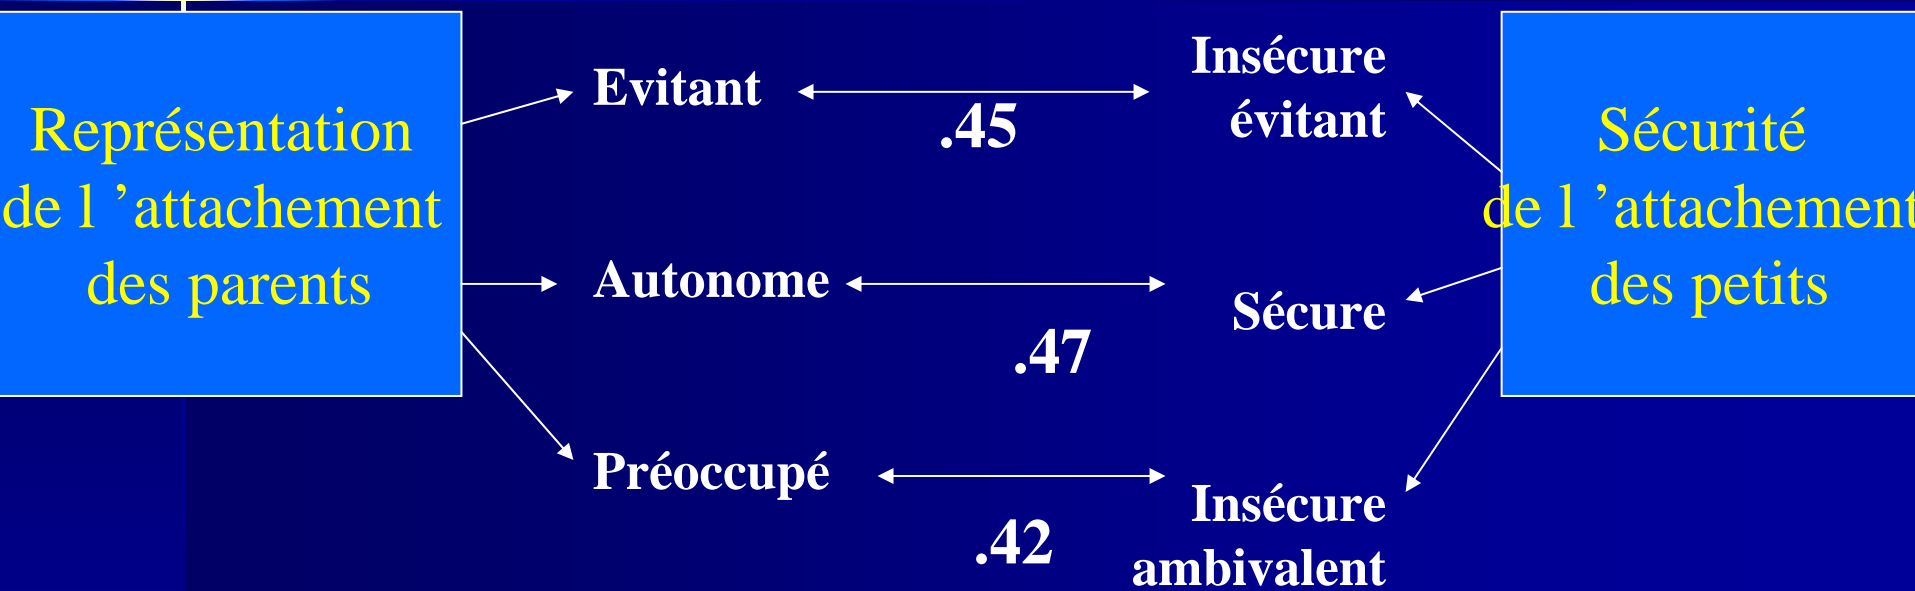 Représentation
de l ’attachement
des parents
Evitant
.45
Insécure
évitant
Autonome
.47
Sécure
Préoccupé
.42
Insécure
ambivalent
Sécurité
de l ’attachement
des petits